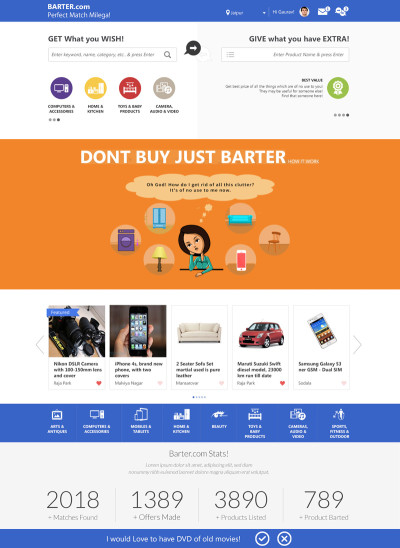 BARTER.com
Perfect Match Milega!
Jaipur
Hi Gaurav!
GET What you WISH!
GIVE what you have EXTRA!
Enter keyword, name, category, etc.. & press Enter
Enter Product Name & press Enter
COMPUTERS & ACCESSORIES
HOME & KITCHEN
TOYS & BABY PRODUCTS
CAMERA, AUDIO & VIDEO
BEST VALUE
Get best price of all the things which are of no use to you!
They may be useful for someone else!
Find that someone here!
DONT BUY JUST BARTER
HOW IT WORK
Oh God! How do I get rid of all this clutter?
It's of no use to me now.
Featured
Nikon DSLR Camera with 100-150mm lens and cover
Raja Park
iPhone 4s, brand new phone, with two covers
Malviya Nagar
2 Seater Sofa Set martial used is pure leather
Mansarovar
Maruti Suzuki Swift diesel model, 23000 km run till date
Raja Park
Samsung Galaxy S3 ner GSM - Dual SIM
Sodala
ARTS & ANTIQUES
COMPUTERS & ACCESSORIES
MOBILES & TABLETS
HOME & KITCHEN
BEAUTY
TOYS & BABY PRODUCTS
CAMERAS, AUDIO & VIDEO
SPORTS, FITNESS & OUTDOOR
Barter.com Stats!
2018
+ Matches Found
1389
+ Offers Made
3890
+ Products Listed
789
+ Product Barted
I would Love to have DVD of old movies!